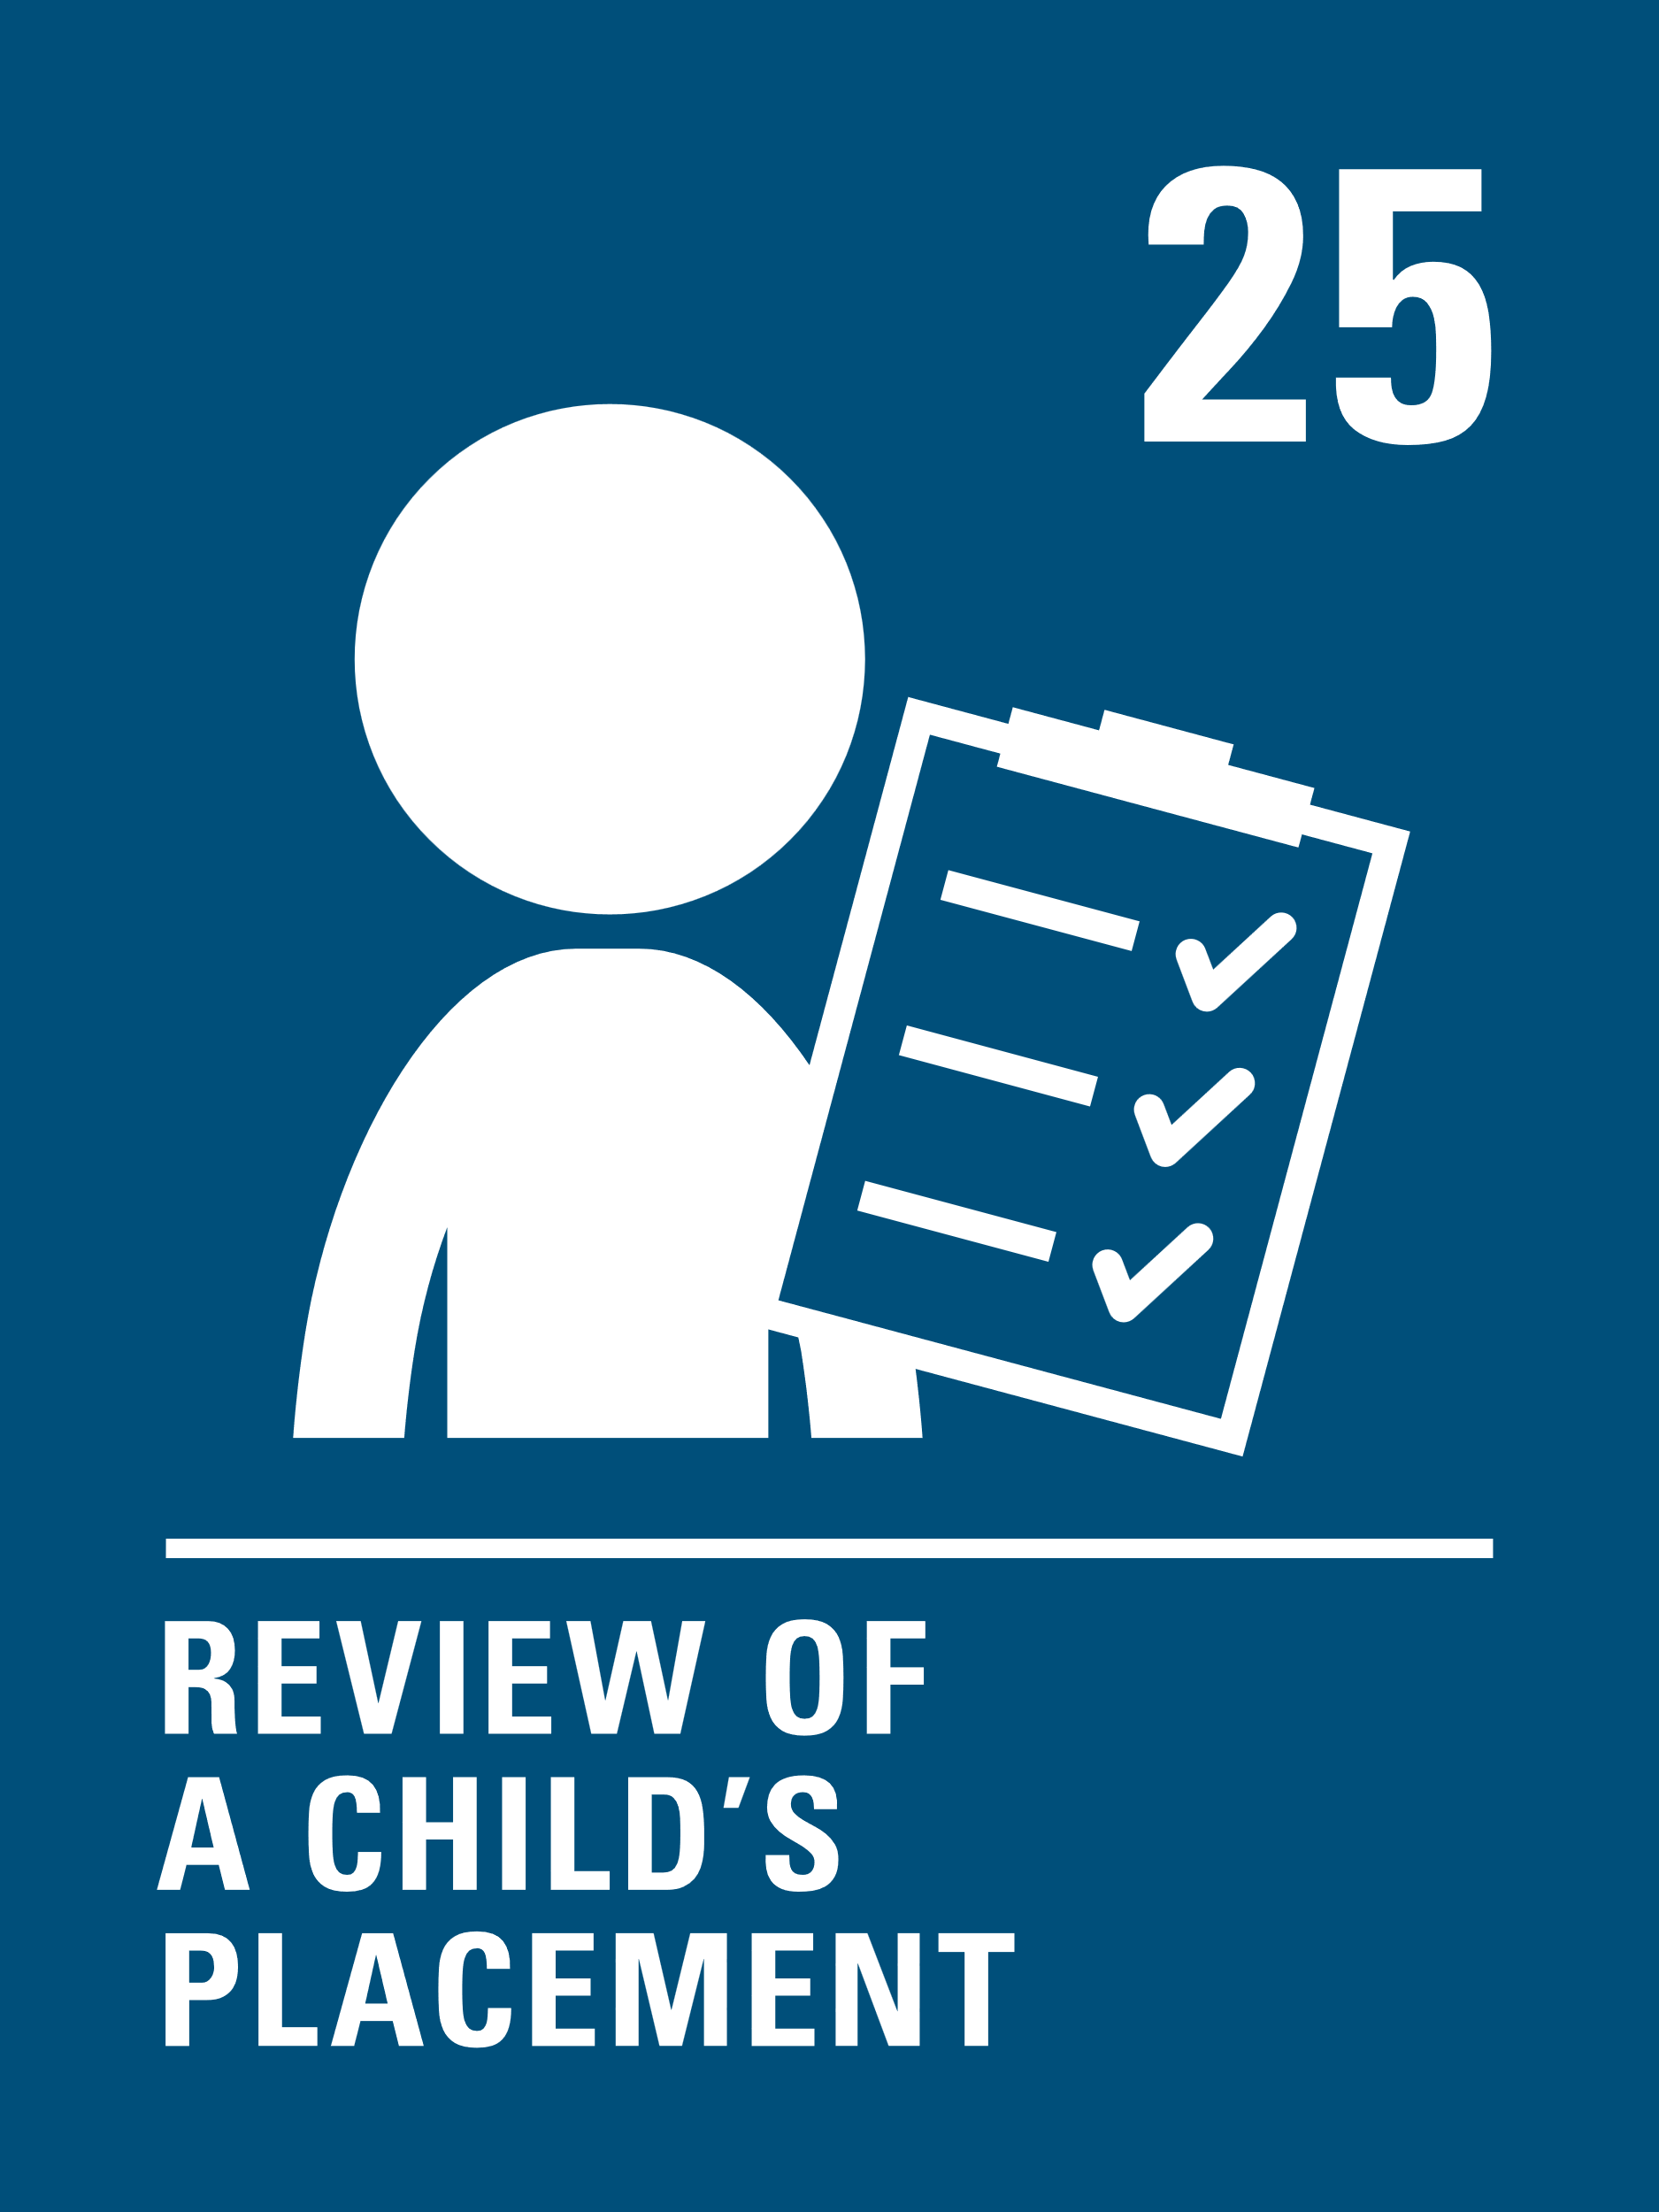 25
REVIEW OF
A CHILD’S
PLACEMENT